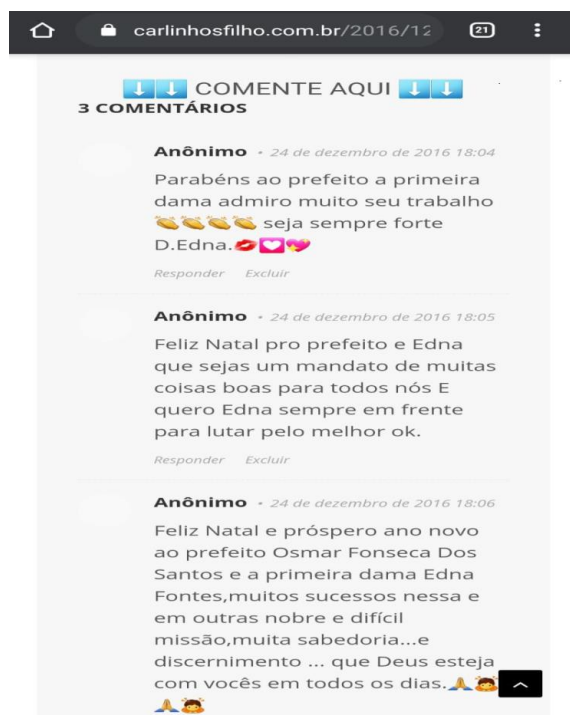 carlinhosfilho.com.br/2016/12
21
⬇️⬇️ COMENTE AQUI ⬇️⬇️
3 COMENTÁRIOS
Anônimo • 24 de dezembro de 2016 18:04
Parabéns ao prefeito a primeira
dama admiro muito seu trabalho
👏👏👏👏 seja sempre forte
D.Edna.💋💟💝
Responder Excluir
Anônimo • 24 de dezembro de 2016 18:05
Feliz Natal pro prefeito e Edna
que sejas um mandato de muitas
coisas boas para todos nós E
quero Edna sempre em frente
para lutar pelo melhor ok.
Responder Excluir
Anônimo • 24 de dezembro de 2016 18:06
Feliz Natal e próspero ano novo
ao prefeito Osmar Fonseca Dos
Santos e a primeira dama Edna
Fontes,muitos sucessos nessa e
em outras nobre e difícil
missão,muita sabedoria...e
discernimento ... que Deus esteja
com vocês em todos os dias.🙏🙇
🙏🙇